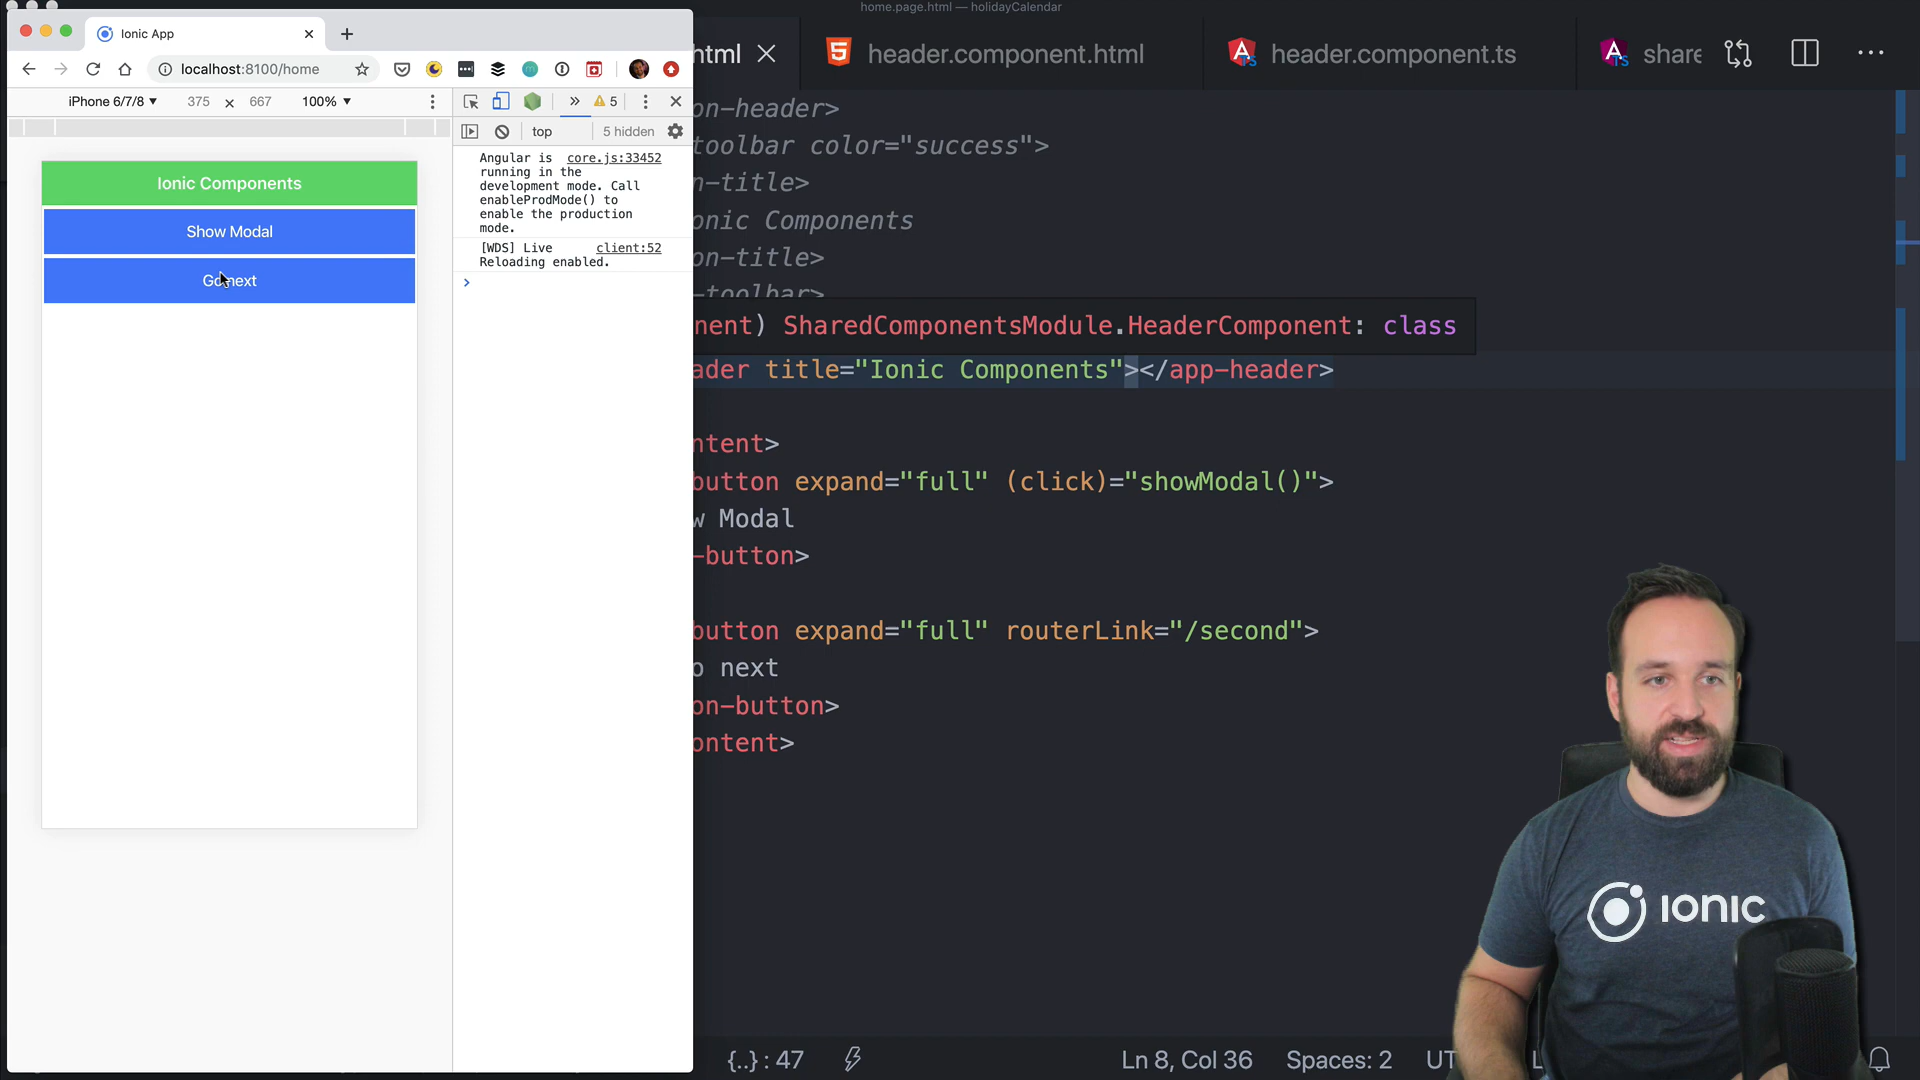 home.page.html — holidayCalendar
Ionic App
localhost:8100/home
iPhone 6/7/8 ▾ 375 × 667 100% ▾
5
top 5 hidden
Angular is core.js:33452
running in the
development mode. Call
enableProdMode() to
enable the production
mode.
[WDS] Live client:52
Reloading enabled.
>
Ionic Components
Show Modal
Go next
html header.component.html header.component.ts share
on-header>
toolbar color="success">
n-title>
onic Components
on-title>
-toolbar>
nent) SharedComponentsModule.HeaderComponent: class
ader title="Ionic Components"></app-header>
ntent>
button expand="full" (click)="showModal()">
w Modal
-button>
button expand="full" routerLink="/second">
o next
on-button>
ontent>
{..} : 47 Ln 8, Col 36 Spaces: 2 UT
IONIC